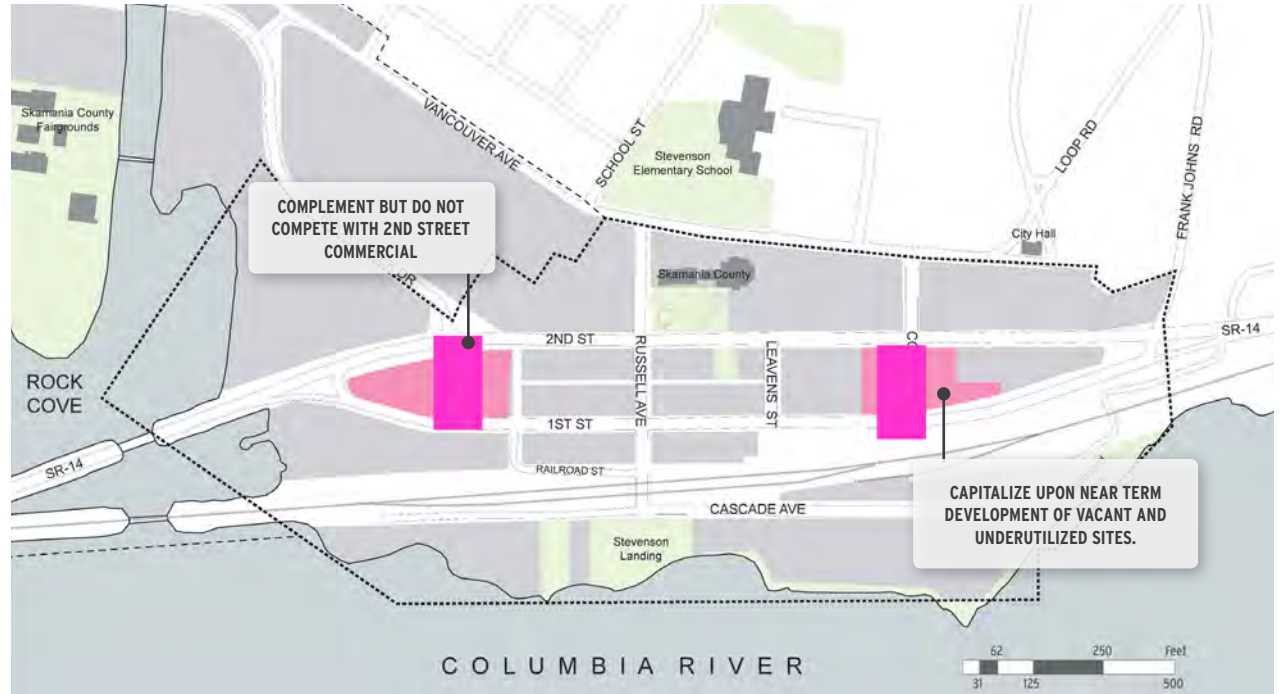 Skamania County
Fairgrounds
VANCOUVER AVE
SCHOOL ST
Stevenson
Elementary School
LOOP RD
FRANK JOHNS RD
City Hall
COMPLEMENT BUT DO NOT
COMPETE WITH 2ND STREET
COMMERCIAL
DR
Skamania County
2ND ST
RUSSELL AVE
LEAVENS ST
CO
SR-14
ROCK
COVE
1ST ST
SR-14
RAILROAD ST
CASCADE AVE
CAPITALIZE UPON NEAR TERM
DEVELOPMENT OF VACANT AND
UNDERUTILIZED SITES.
Stevenson
Landing
COLUMBIA RIVER
62 250 Feet
31 125 500